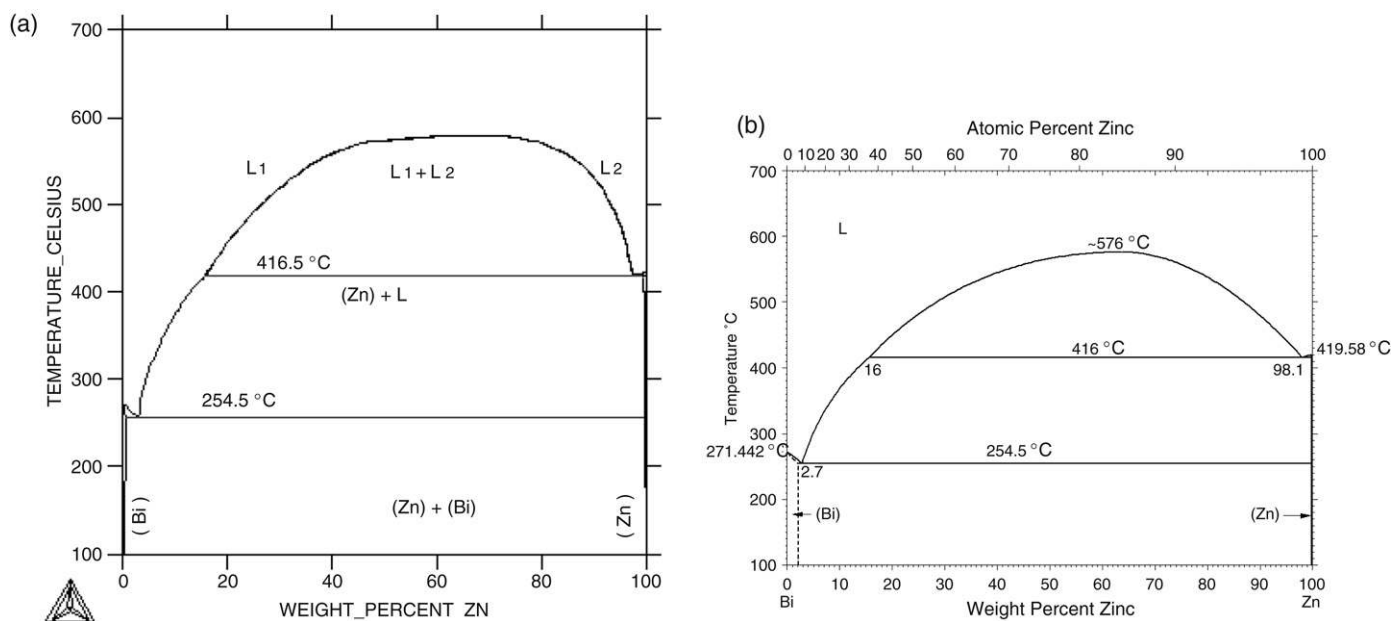 (a)
700
600
500
400
300
200
100
TEMPERATURE_CELSIUS
L1
L1 + L2
L2
416.5 °C
(Zn) + L
254.5 °C
(Zn) + (Bi)
(Bi)
(Zn)
0 20 40 60 80 100
WEIGHT_PERCENT ZN
(b)
Atomic Percent Zinc
0 10 20 30 40 50 60 70 80 90 100
700
600
500
400
300
200
100
Temperature °C
L
~576 °C
416 °C
419.58 °C
16
98.1
271.442 °C
254.5 °C
2.7
(Bi)
(Zn)
0 10 20 30 40 50 60 70 80 90 100
Bi
Zn
Weight Percent Zinc